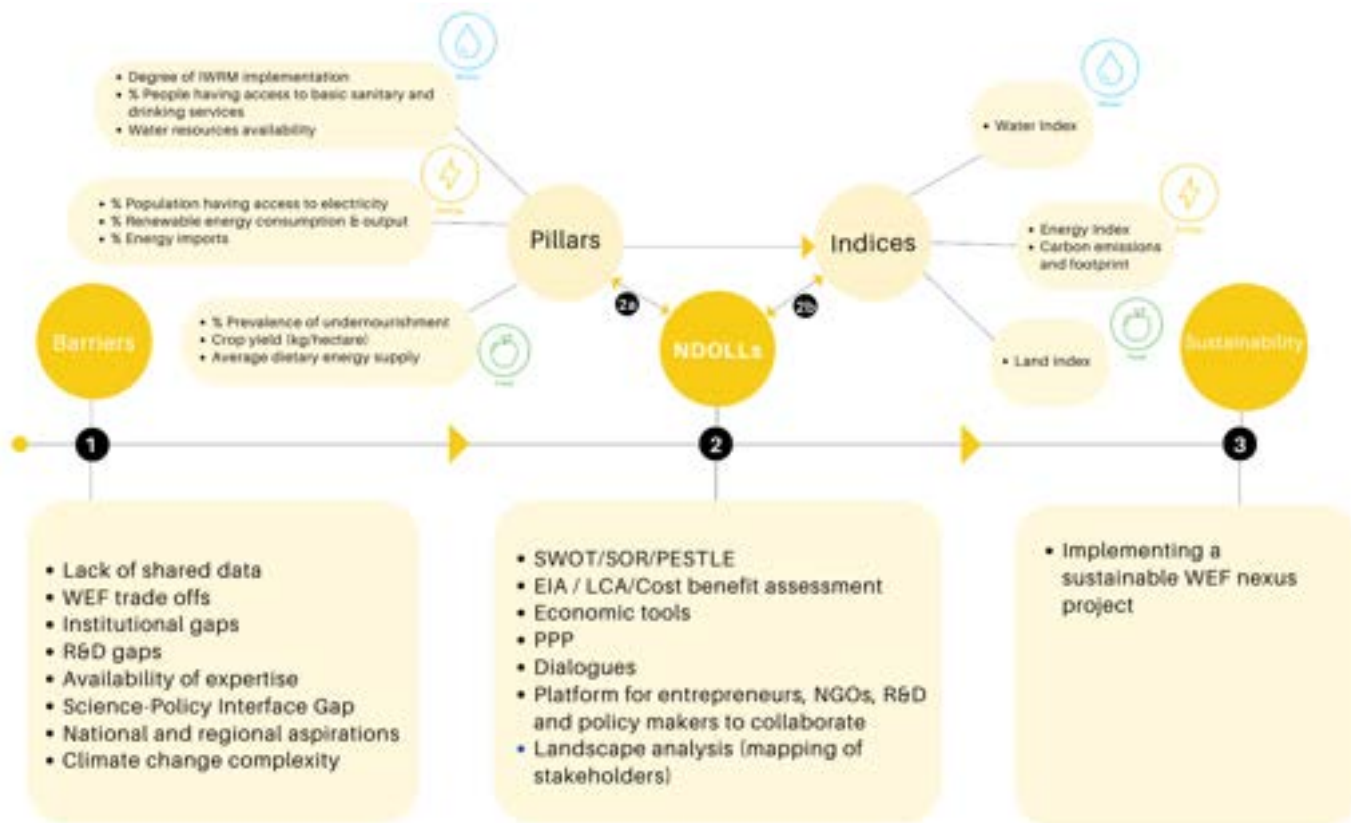 • Degree of IWRM implementation
• % People having access to basic sanitary and
drinking services
• Water resources availability
• % Population having access to electricity
• % Renewable energy consumption & output
• % Energy imports
• % Prevalence of undernourishment
• Crop yield (kg/hectare)
• Average dietary energy supply
Pillars
Indices
• Water Index
• Energy Index
• Carbon emissions
and footprint
• Land index
Barriers
2a
NDOLLs
2b
Sustainability
1
2
3
• Lack of shared data
• WEF trade offs
• Institutional gaps
• R&D gaps
• Availability of expertise
• Science-Policy Interface Gap
• National and regional aspirations
• Climate change complexity
• SWOT/SOR/PESTLE
• EIA / LCA/Cost benefit assessment
• Economic tools
• PPP
• Dialogues
• Platform for entrepreneurs, NGOs, R&D
and policy makers to collaborate
• Landscape analysis (mapping of
stakeholders)
• Implementing a
sustainable WEF nexus
project